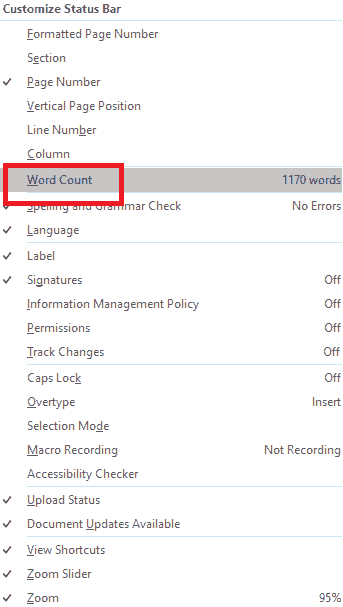 Customize Status Bar
Formatted Page Number
Section
Page Number
Vertical Page Position
Line Number
Column
Word Count 1170 words
Spelling and Grammar Check No Errors
Language
Label
Signatures Off
Information Management Policy Off
Permissions Off
Track Changes Off
Caps Lock Off
Overtype Insert
Selection Mode
Macro Recording Not Recording
Accessibility Checker
Upload Status
Document Updates Available
View Shortcuts
Zoom Slider
Zoom 95%